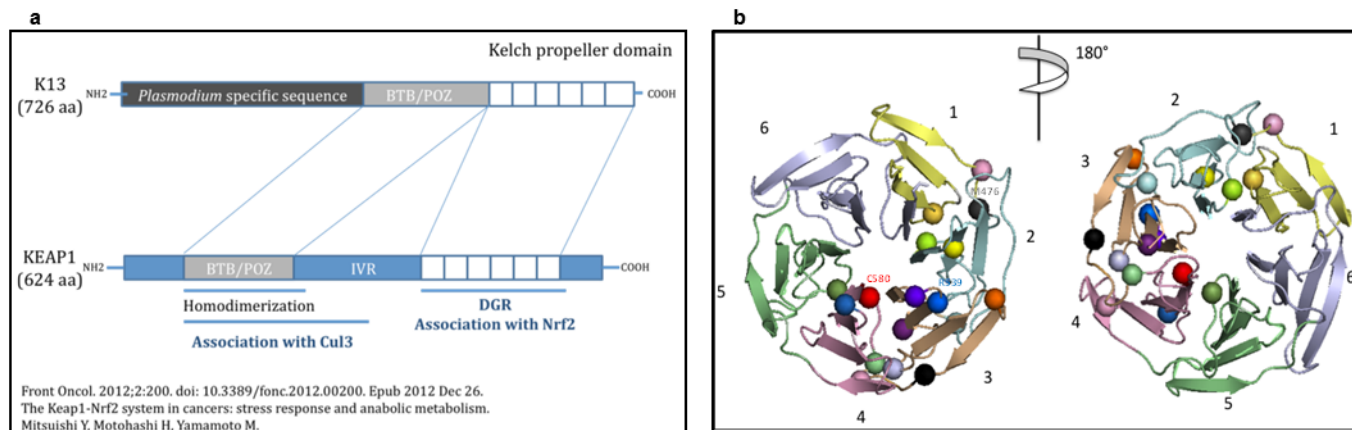 a
Kelch propeller domain
K13
(726 aa)
NH2
Plasmodium specific sequence
BTB/POZ
COOH
KEAP1
(624 aa)
NH2
BTB/POZ
IVR
COOH
Homodimerization
DGR
Association with Cul3
Association with Nrf2
Front Oncol. 2012;2:200. doi: 10.3389/fonc.2012.00200. Epub 2012 Dec 26.
The Keap1-Nrf2 system in cancers: stress response and anabolic metabolism.
Mitsuishi Y, Motohashi H, Yamamoto M.
b
180°
1
6
M476
2
5
C580
R539
3
4
2
1
3
6
4
5